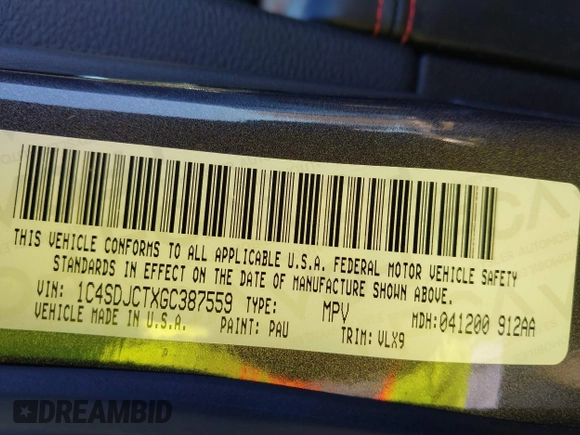 THIS VEHICLE CONFORMS TO ALL APPLICABLE U.S.A. FEDERAL MOTOR VEHICLE SAFETY
STANDARDS IN EFFECT ON THE DATE OF MANUFACTURE SHOWN ABOVE.
VIN: 1C4SDJCTXGC387559 TYPE: MPV MDH:041200 912AA
VEHICLE MADE IN U.S.A. PAINT: PAU TRIM: VLX9
DREAMBID